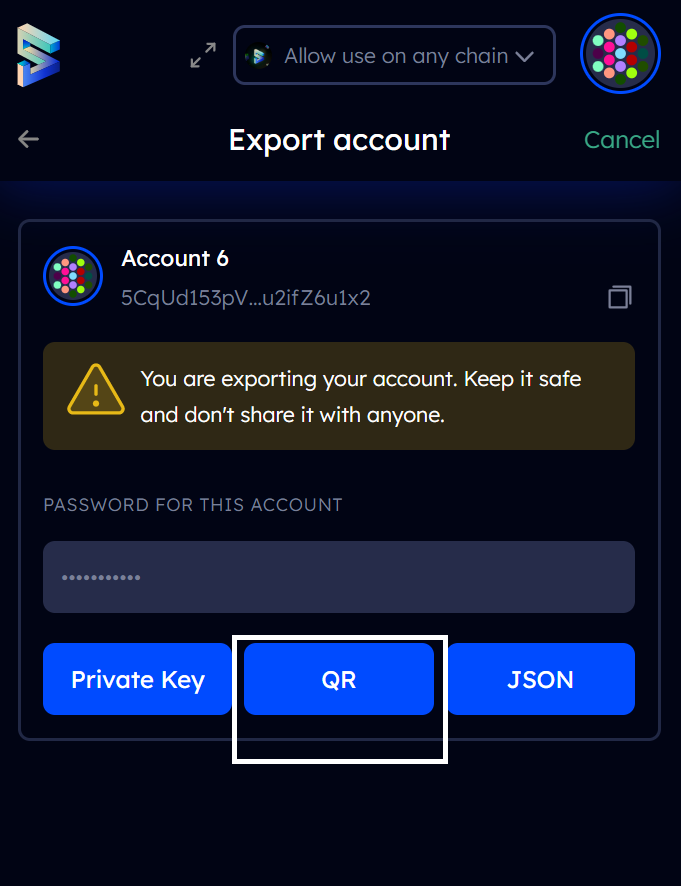 Allow use on any chain
Export account
Cancel
Account 6
5CqUd153pV...u2ifZ6u1x2
You are exporting your account. Keep it safe
and don't share it with anyone.
PASSWORD FOR THIS ACCOUNT
•••••••••••
Private Key
QR
JSON